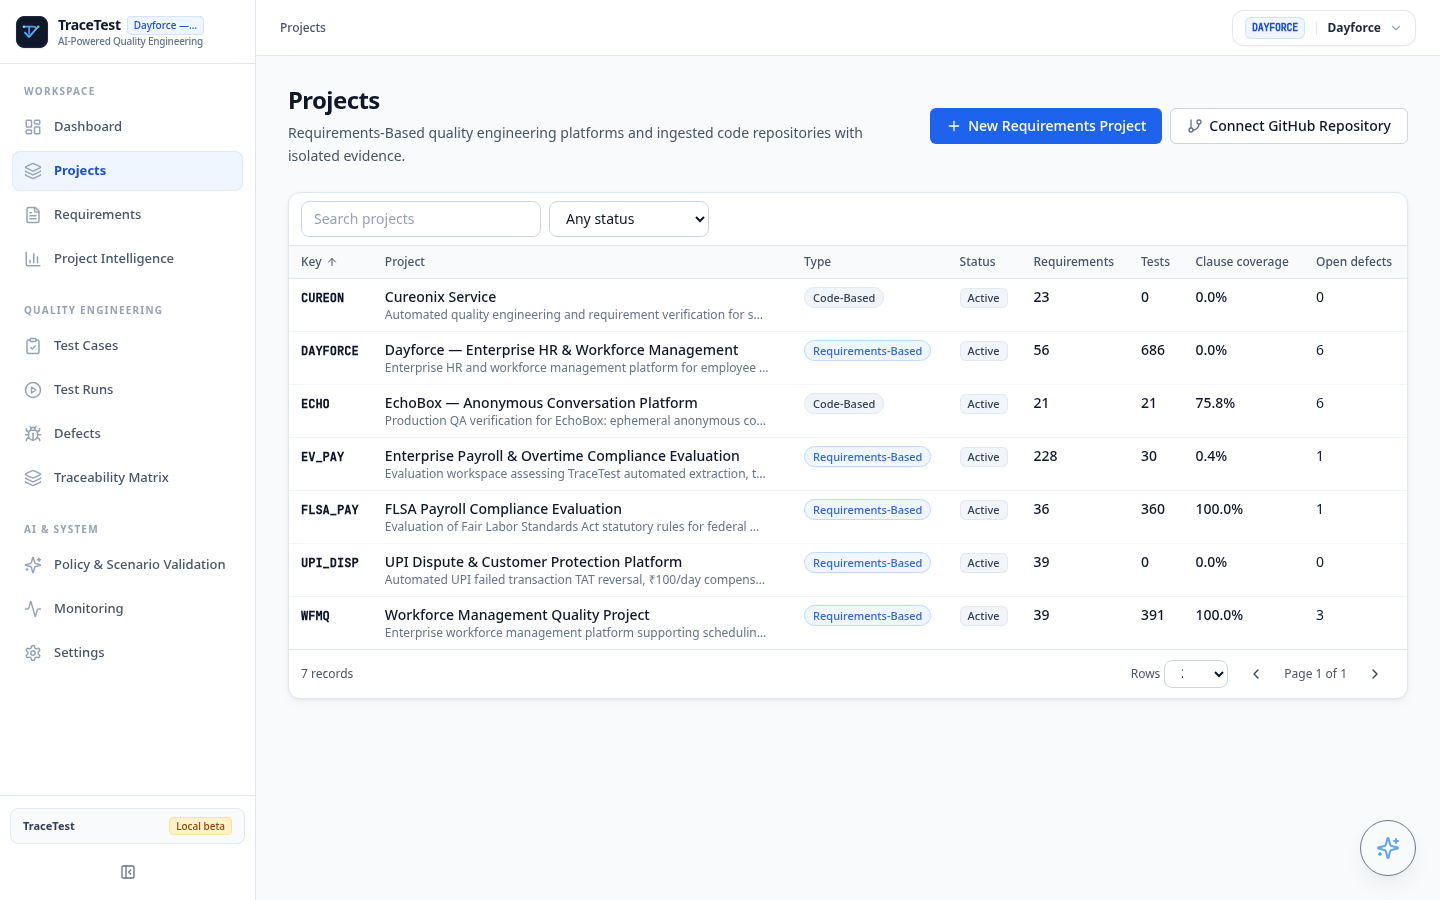 TraceTest
Dayforce —...
AI-Powered Quality Engineering
WORKSPACE
Dashboard
Projects
Requirements
Project Intelligence
QUALITY ENGINEERING
Test Cases
Test Runs
Defects
Traceability Matrix
AI & SYSTEM
Policy & Scenario Validation
Monitoring
Settings
TraceTest
Local beta
Projects
DAYFORCE
Dayforce
Projects
Requirements-Based quality engineering platforms and ingested code repositories with
isolated evidence.
New Requirements Project
Connect GitHub Repository
Search projects
Any status
Key Project Type Status Requirements Tests Clause coverage Open defects
CUREON Cureonix Service Code-Based Active 23 0 0.0% 0
Automated quality engineering and requirement verification for s...
DAYFORCE Dayforce — Enterprise HR & Workforce Management Requirements-Based Active 56 686 0.0% 6
Enterprise HR and workforce management platform for employee ...
ECHO EchoBox — Anonymous Conversation Platform Code-Based Active 21 21 75.8% 6
Production QA verification for EchoBox: ephemeral anonymous co...
EV_PAY Enterprise Payroll & Overtime Compliance Evaluation Requirements-Based Active 228 30 0.4% 1
Evaluation workspace assessing TraceTest automated extraction, t...
FLSA_PAY FLSA Payroll Compliance Evaluation Requirements-Based Active 36 360 100.0% 1
Evaluation of Fair Labor Standards Act statutory rules for federal ...
UPI_DISP UPI Dispute & Customer Protection Platform Requirements-Based Active 39 0 0.0% 0
Automated UPI failed transaction TAT reversal, ₹100/day compens...
WFMQ Workforce Management Quality Project Requirements-Based Active 39 391 100.0% 3
Enterprise workforce management platform supporting schedulin...
7 records
Rows
Page 1 of 1